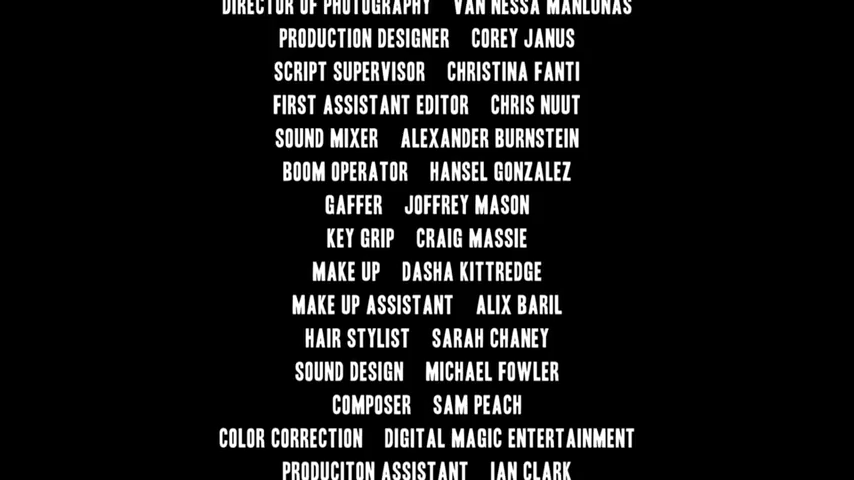 DIRECTOR OF PHOTOGRAPHY VAN NESSA MANLUNAS
PRODUCTION DESIGNER COREY JANUS
SCRIPT SUPERVISOR CHRISTINA FANTI
FIRST ASSISTANT EDITOR CHRIS NUUT
SOUND MIXER ALEXANDER BURNSTEIN
BOOM OPERATOR HANSEL GONZALEZ
GAFFER JOFFREY MASON
KEY GRIP CRAIG MASSIE
MAKE UP DASHA KITTREDGE
MAKE UP ASSISTANT ALIX BARIL
HAIR STYLIST SARAH CHANEY
SOUND DESIGN MICHAEL FOWLER
COMPOSER SAM PEACH
COLOR CORRECTION DIGITAL MAGIC ENTERTAINMENT
PRODUCITON ASSISTANT IAN CLARK